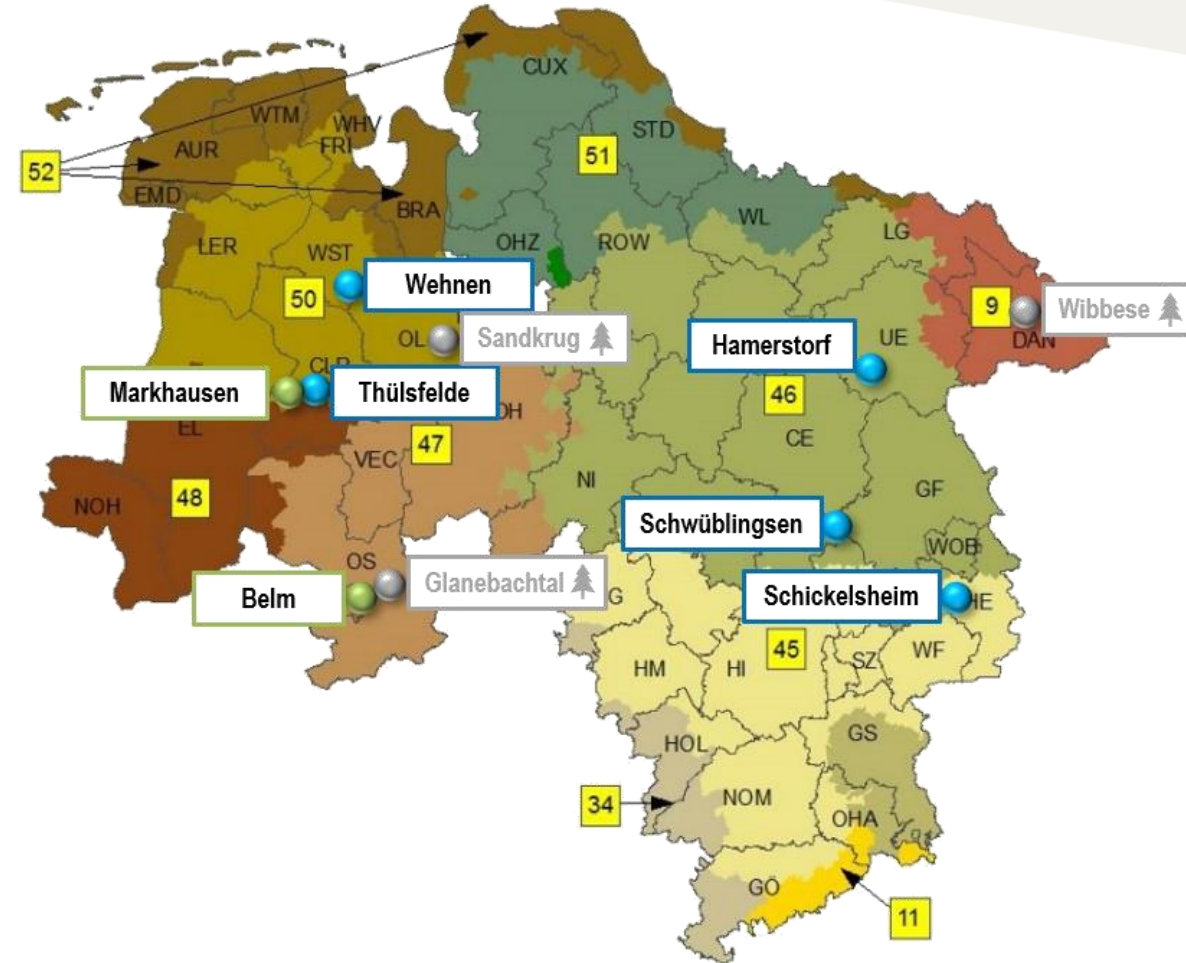 CUX
WTM
WHV
STD
FRI
AUR
51
52
EMD
BRA
WL
LG
LER
WST
OHZ
ROW
Wehnen
50
9
Wibbese
OL
Sandkrug
Hamerstorf
UE
DAN
Markhausen
Thülsfelde
46
EL
47
CE
VEC
NI
GF
48
NOH
Schwüblingsen
WOB
OS
Glanebachtal
Belm
Schickelsheim
HE
45
HM
HI
SZ
WF
HOL
GS
34
NOM
OHA
GÖ
11